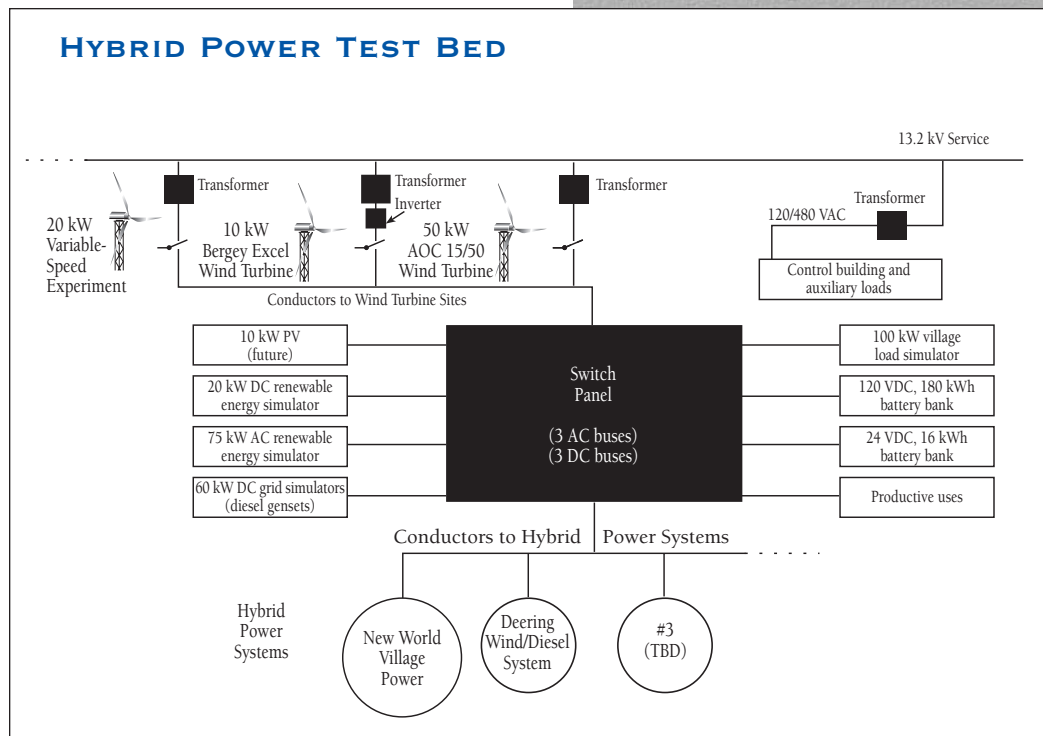 HYBRID POWER TEST BED
13.2 kV Service
Transformer
Transformer
Inverter
Transformer
Transformer
120/480 VAC
20 kW
Variable-
Speed
Experiment
10 kW
Bergey Excel
Wind Turbine
50 kW
AOC 15/50
Wind Turbine
Control building and
auxiliary loads
Conductors to Wind Turbine Sites
10 kW PV
(future)
20 kW DC renewable
energy simulator
75 kW AC renewable
energy simulator
60 kW DC grid simulators
(diesel gensets)
Switch
Panel
(3 AC buses)
(3 DC buses)
100 kW village
load simulator
120 VDC, 180 kWh
battery bank
24 VDC, 16 kWh
battery bank
Productive uses
Conductors to Hybrid Power Systems
Hybrid
Power
Systems
New World
Village
Power
Deering
Wind/Diesel
System
#3
(TBD)